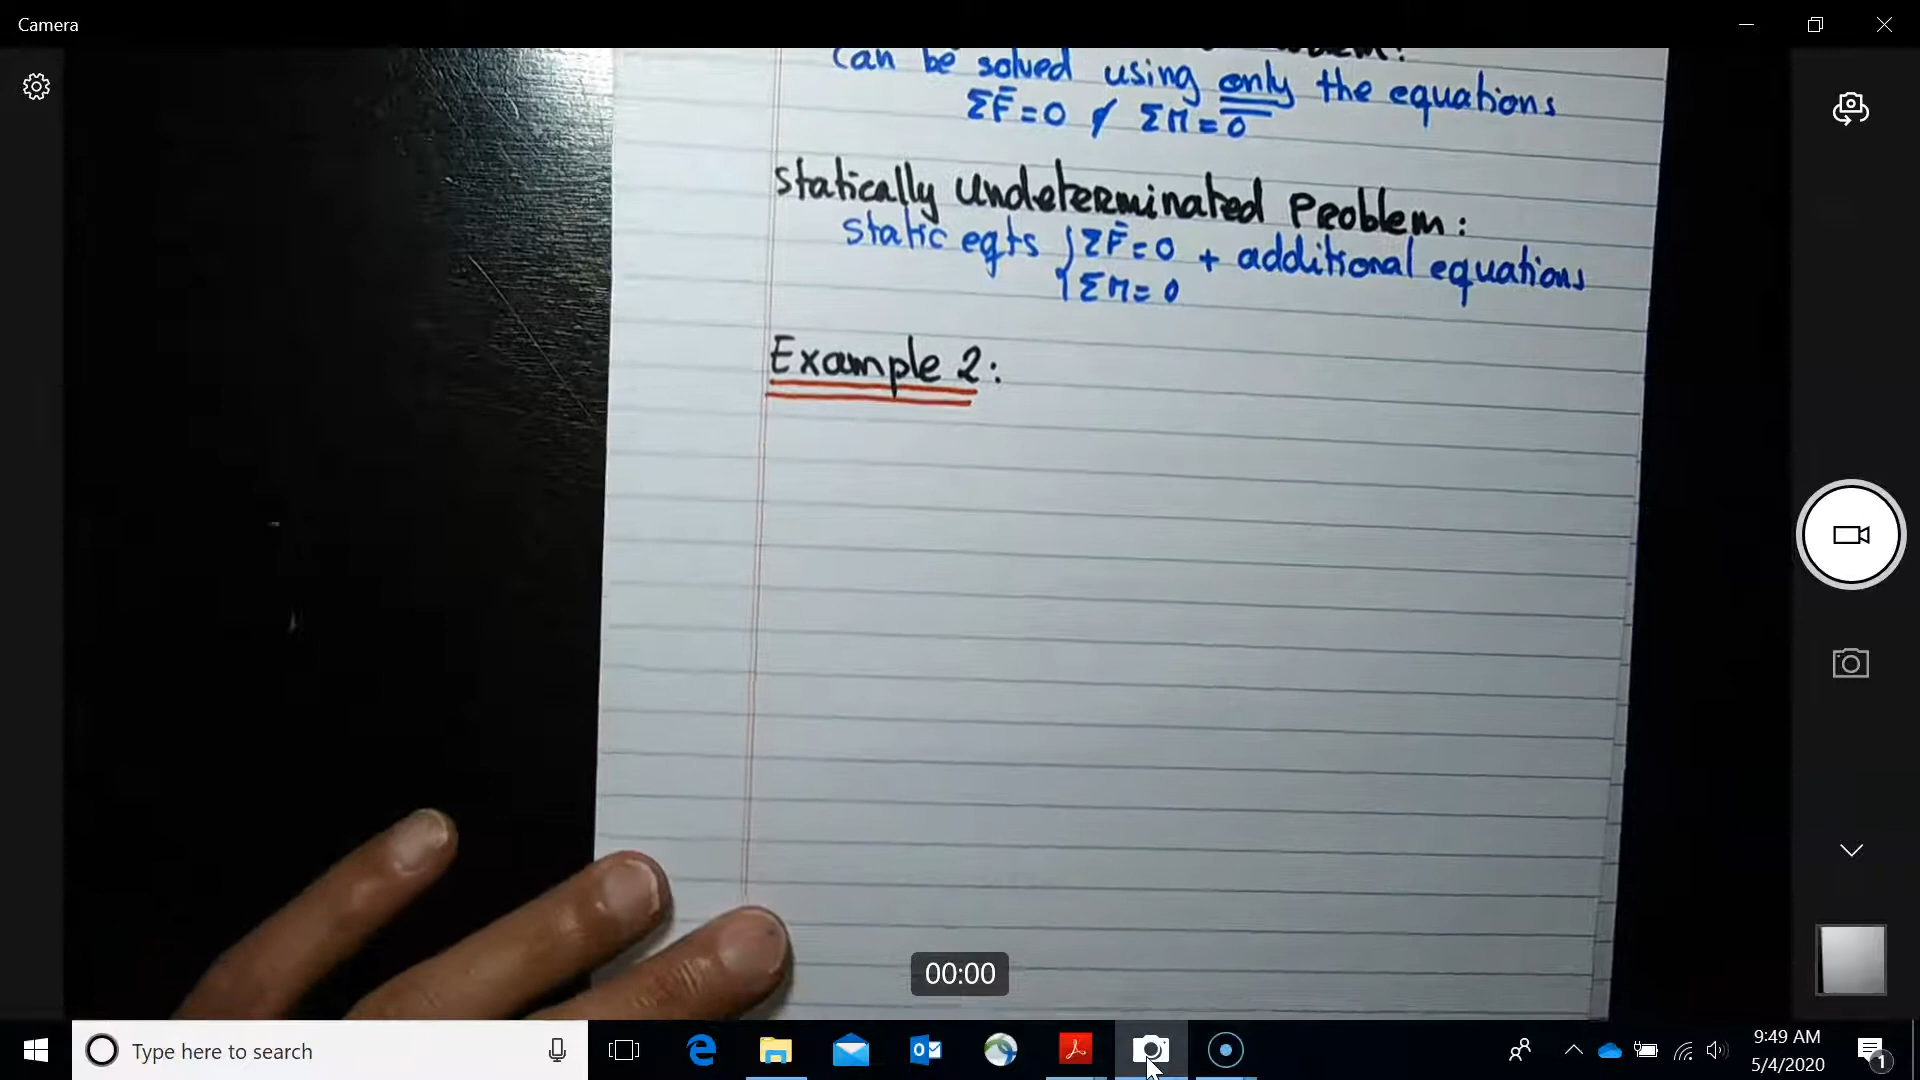 Camera
can be solved using only the equations
ΣF̄=0 & ΣM=0
Statically Undeterminated Problem:
static eqts { ΣF̄=0 + additional equations
ΣM=0
Example 2:
00:00
Type here to search
9:49 AM
5/4/2020
1